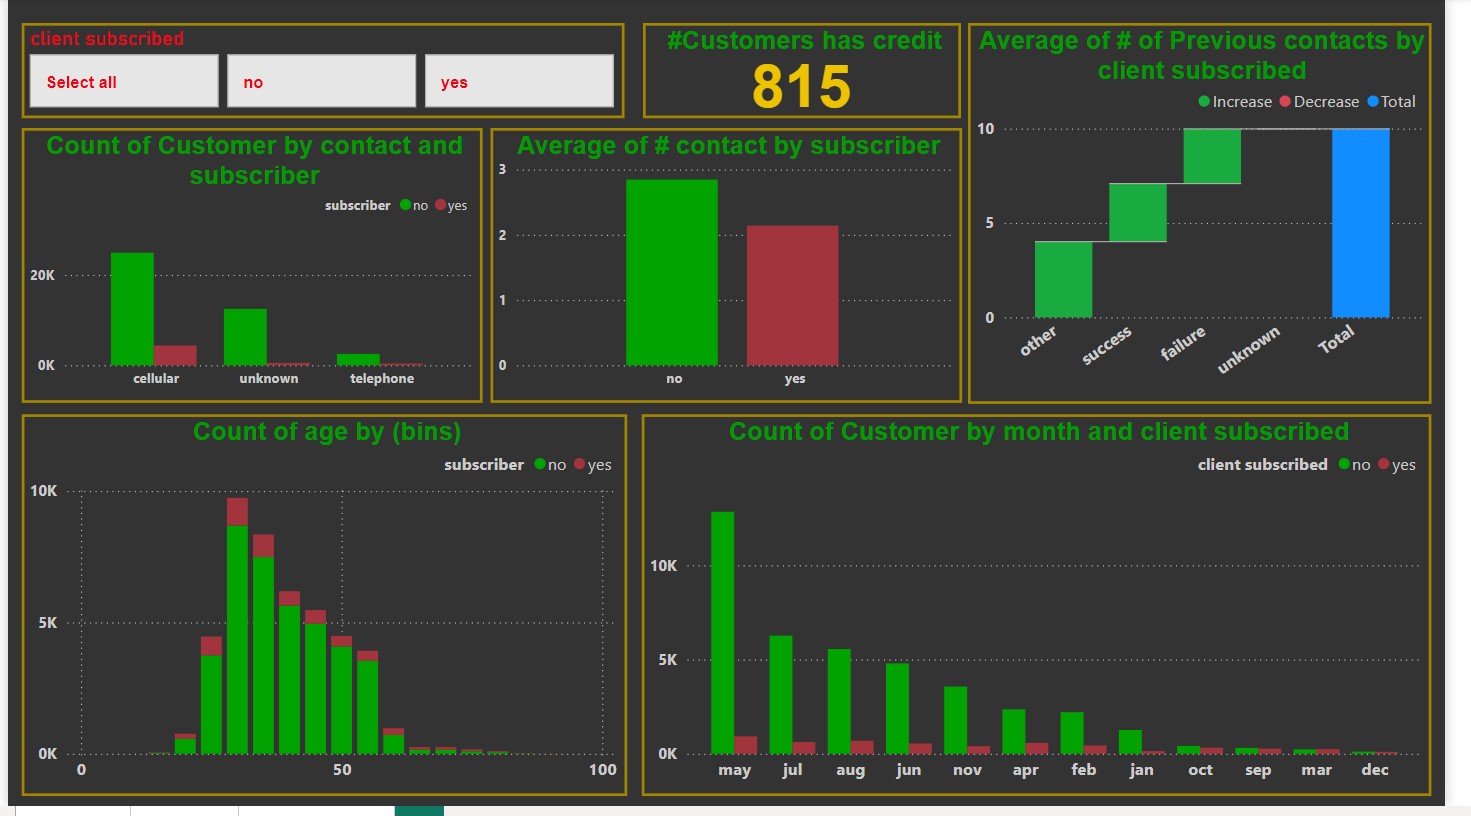 client subscribed
Select all
no
yes
#Customers has credit
815
Average of # of Previous contacts by
client subscribed
Increase Decrease Total
10
5
0
other success failure unknown Total
Count of Customer by contact and
subscriber
subscriber no yes
20K
0K
cellular unknown telephone
Average of # contact by subscriber
3
2
1
0
no yes
Count of age by (bins)
subscriber no yes
10K
5K
0K
0 50 100
Count of Customer by month and client subscribed
client subscribed no yes
10K
5K
0K
may jul aug jun nov apr feb jan oct sep mar dec